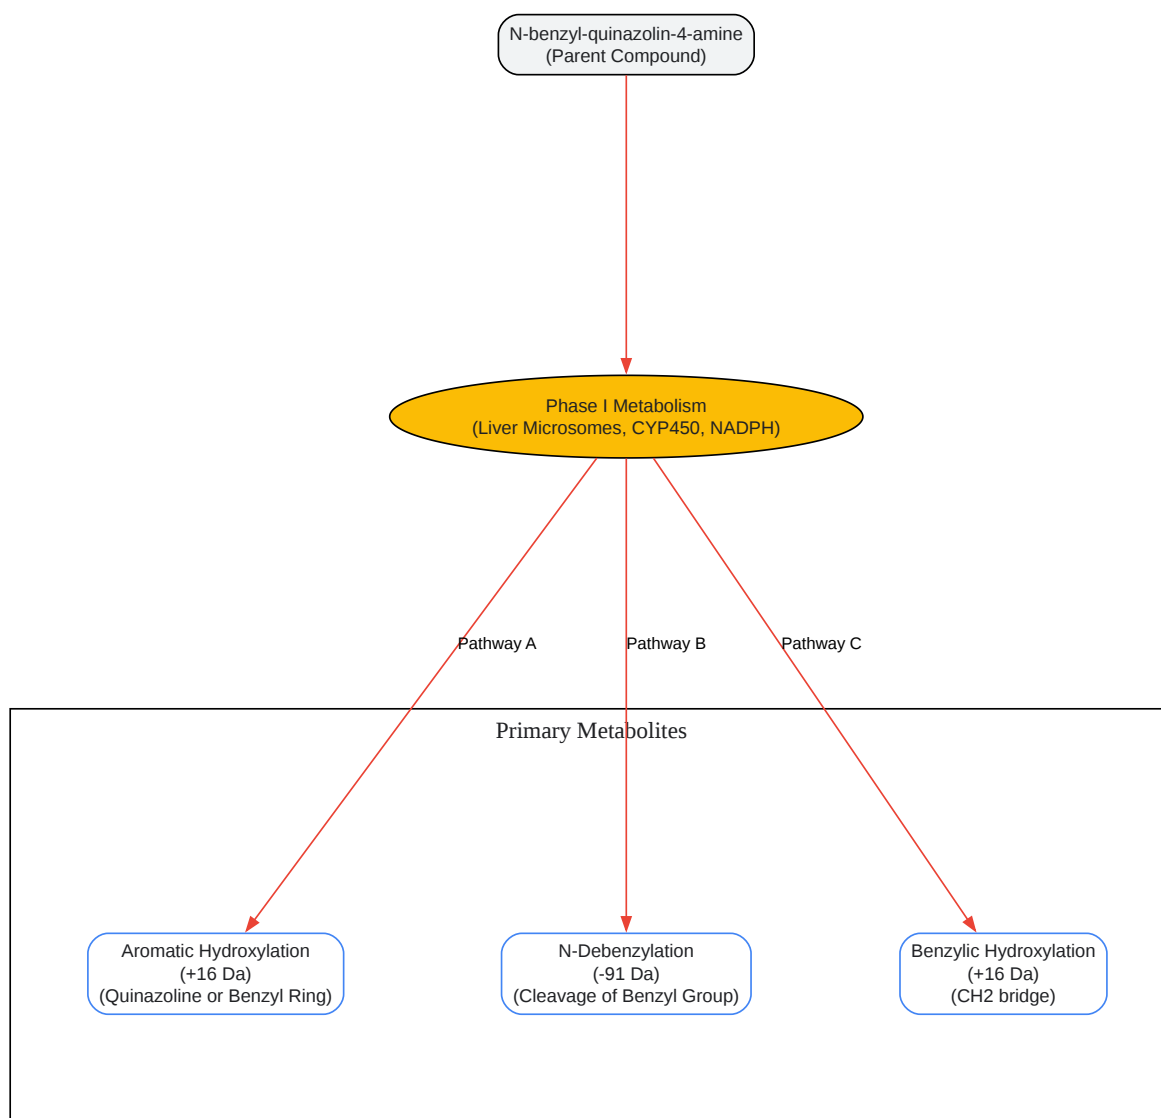 N-benzyl-quinazolin-4-amine
(Parent Compound)
Phase I Metabolism
(Liver Microsomes, CYP450, NADPH)
Pathway A
Pathway B
Pathway C
Primary Metabolites
Aromatic Hydroxylation
(+16 Da)
(Quinazoline or Benzyl Ring)
N-Debenzylation
(-91 Da)
(Cleavage of Benzyl Group)
Benzylic Hydroxylation
(+16 Da)
(CH2 bridge)